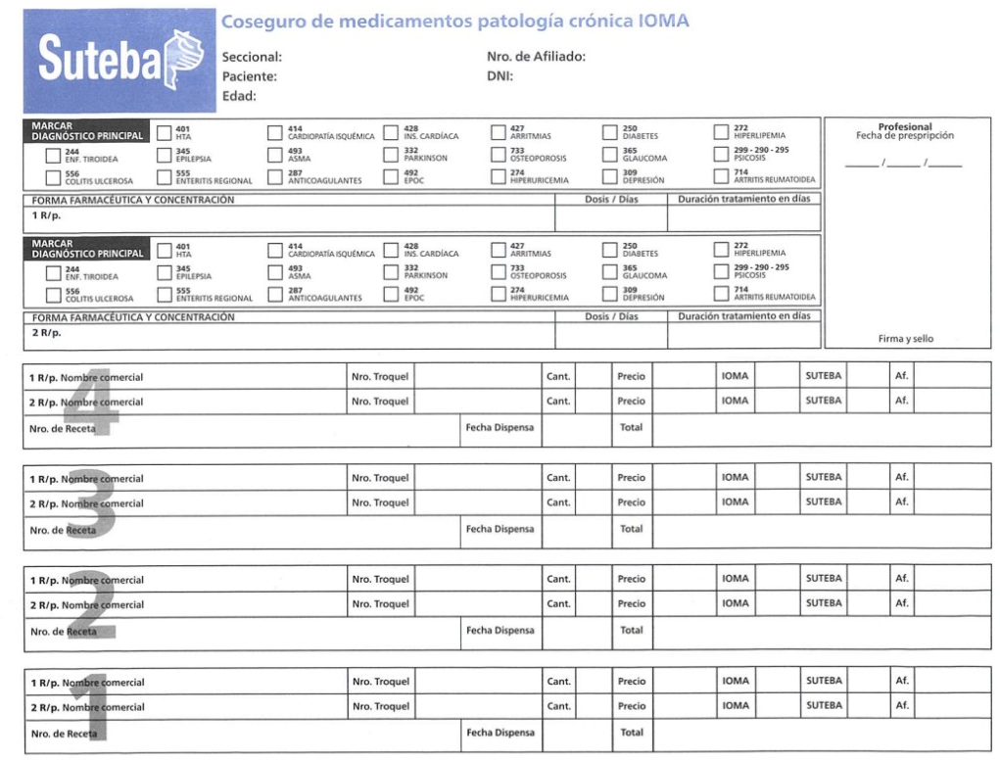 Suteba
Coseguro de medicamentos patología crónica IOMA
Seccional: Nro. de Afiliado:
Paciente: DNI:
Edad:
MARCAR DIAGNÓSTICO PRINCIPAL
401 HTA
414 CARDIOPATÍA ISQUÉMICA
428 INS. CARDÍACA
427 ARRITMIAS
250 DIABETES
272 HIPERLIPEMIA
244 ENF. TIROIDEA
345 EPILEPSIA
493 ASMA
332 PARKINSON
733 OSTEOPOROSIS
365 GLAUCOMA
299 - 290 - 295 PSICOSIS
556 COLITIS ULCEROSA
555 ENTERITIS REGIONAL
287 ANTICOAGULANTES
492 EPOC
274 HIPERURICEMIA
309 DEPRESIÓN
714 ARTRITIS REUMATOIDEA
FORMA FARMACÉUTICA Y CONCENTRACIÓN Dosis / Días Duración tratamiento en días
1 R/p.
MARCAR DIAGNÓSTICO PRINCIPAL
401 HTA
414 CARDIOPATÍA ISQUÉMICA
428 INS. CARDÍACA
427 ARRITMIAS
250 DIABETES
272 HIPERLIPEMIA
244 ENF. TIROIDEA
345 EPILEPSIA
493 ASMA
332 PARKINSON
733 OSTEOPOROSIS
365 GLAUCOMA
299 - 290 - 295 PSICOSIS
556 COLITIS ULCEROSA
555 ENTERITIS REGIONAL
287 ANTICOAGULANTES
492 EPOC
274 HIPERURICEMIA
309 DEPRESIÓN
714 ARTRITIS REUMATOIDEA
FORMA FARMACÉUTICA Y CONCENTRACIÓN Dosis / Días Duración tratamiento en días
2 R/p.
Profesional
Fecha de prespripción
/ /
Firma y sello
4
1 R/p. Nombre comercial Nro. Troquel Cant. Precio IOMA SUTEBA Af.
2 R/p. Nombre comercial Nro. Troquel Cant. Precio IOMA SUTEBA Af.
Nro. de Receta Fecha Dispensa Total
3
1 R/p. Nombre comercial Nro. Troquel Cant. Precio IOMA SUTEBA Af.
2 R/p. Nombre comercial Nro. Troquel Cant. Precio IOMA SUTEBA Af.
Nro. de Receta Fecha Dispensa Total
2
1 R/p. Nombre comercial Nro. Troquel Cant. Precio IOMA SUTEBA Af.
2 R/p. Nombre comercial Nro. Troquel Cant. Precio IOMA SUTEBA Af.
Nro. de Receta Fecha Dispensa Total
1
1 R/p. Nombre comercial Nro. Troquel Cant. Precio IOMA SUTEBA Af.
2 R/p. Nombre comercial Nro. Troquel Cant. Precio IOMA SUTEBA Af.
Nro. de Receta Fecha Dispensa Total